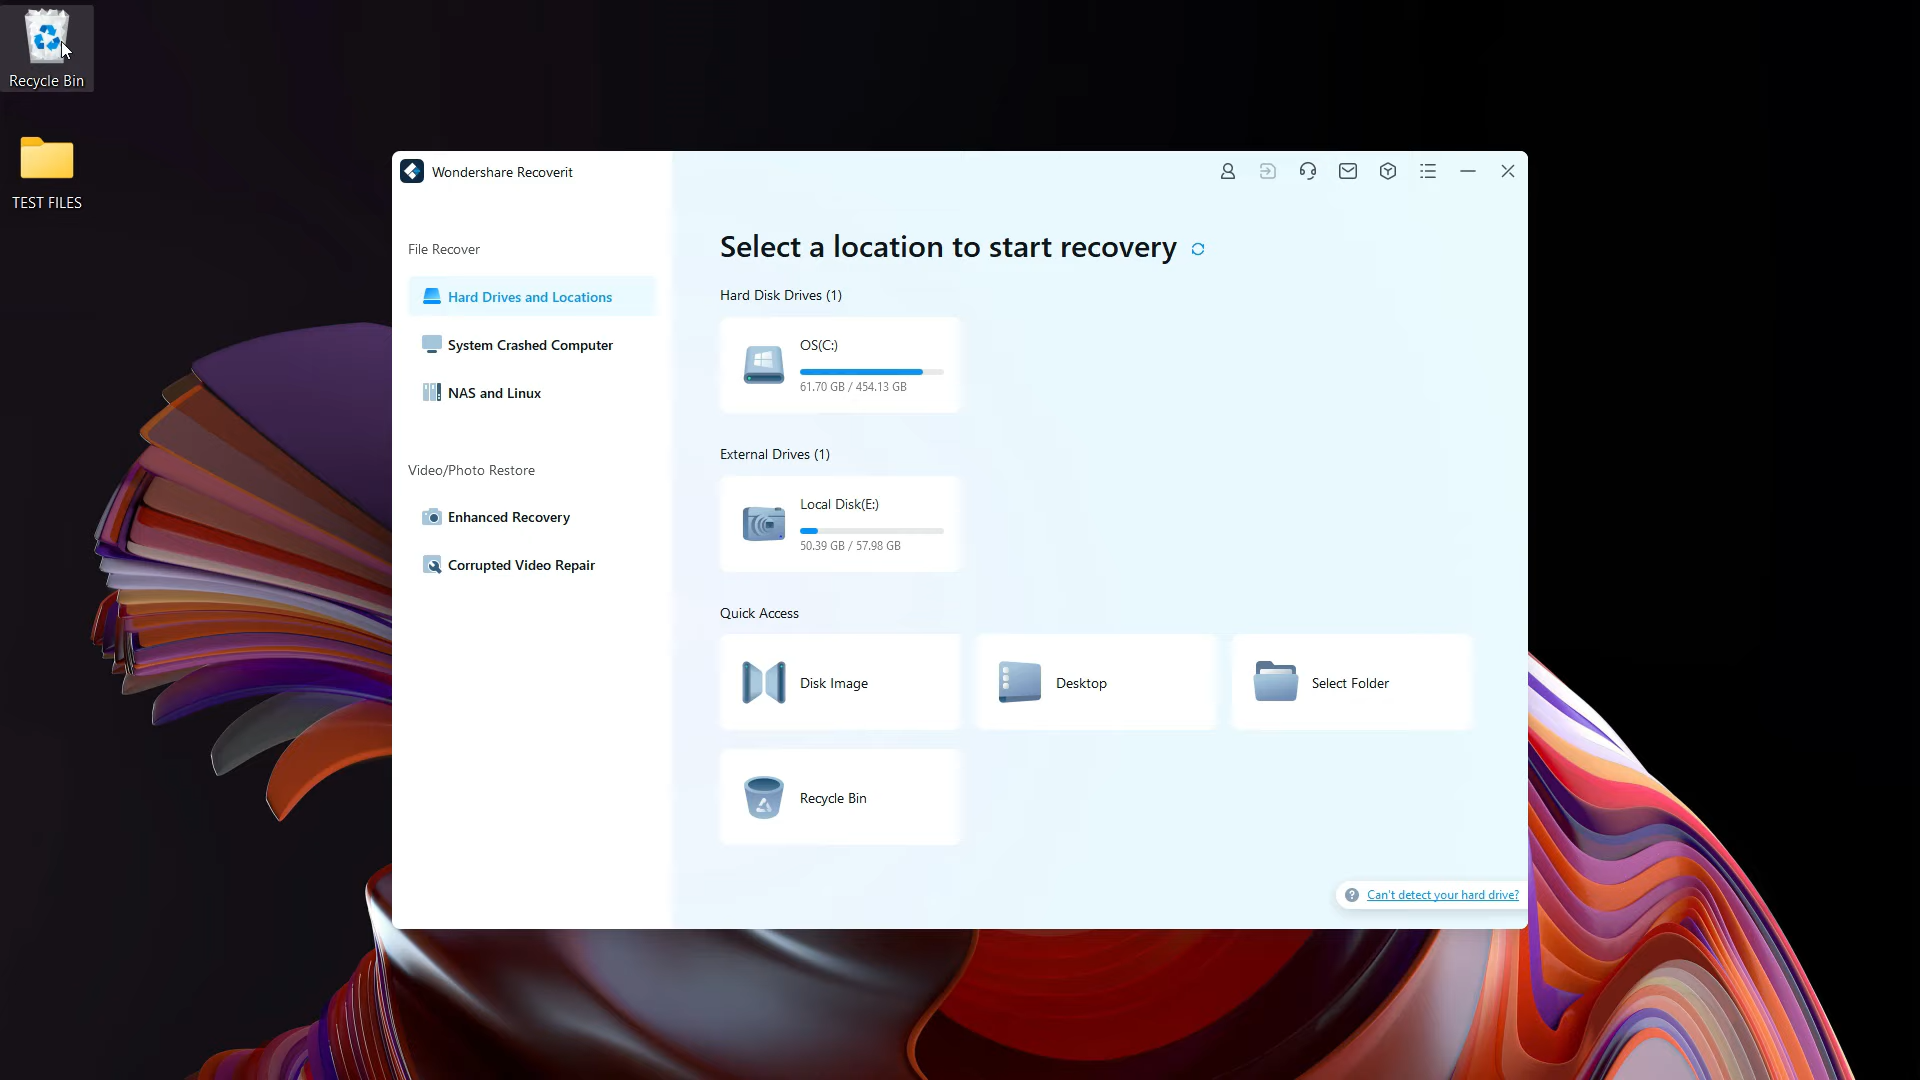 Recycle Bin
TEST FILES
Wondershare Recoverit
File Recover
Hard Drives and Locations
System Crashed Computer
NAS and Linux
Video/Photo Restore
Enhanced Recovery
Corrupted Video Repair
Select a location to start recovery
Hard Disk Drives (1)
OS(C:)
61.70 GB / 454.13 GB
External Drives (1)
Local Disk(E:)
50.39 GB / 57.98 GB
Quick Access
Disk Image
Desktop
Select Folder
Recycle Bin
Can't detect your hard drive?